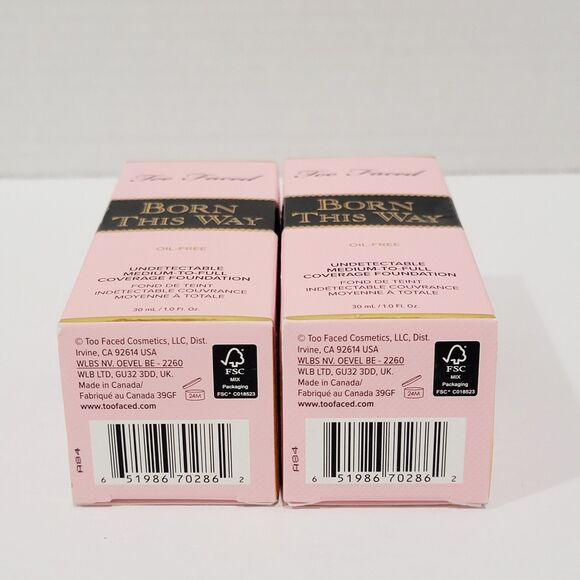 Too Faced
BORN
THIS WAY
OIL-FREE
UNDETECTABLE
MEDIUM-TO-FULL
COVERAGE FOUNDATION
FOND DE TEINT
INDÉTECTABLE COUVRANCE
MOYENNE À TOTALE
30 mL / 1.0 Fl. Oz.
© Too Faced Cosmetics, LLC, Dist.
Irvine, CA 92614 USA
WLBS NV. OEVEL BE - 2260
WLB LTD, GU32 3DD, UK.
Made in Canada/
Fabriqué au Canada 39GF
www.toofaced.com
24M
FSC
MIX
Packaging
FSC® C018523
A84
6 51986 70286 2
Too Faced
BORN
THIS WAY
OIL-FREE
UNDETECTABLE
MEDIUM-TO-FULL
COVERAGE FOUNDATION
FOND DE TEINT
INDÉTECTABLE COUVRANCE
MOYENNE À TOTALE
30 mL / 1.0 Fl. Oz.
© Too Faced Cosmetics, LLC, Dist.
Irvine, CA 92614 USA
WLBS NV. OEVEL BE - 2260
WLB LTD, GU32 3DD, UK.
Made in Canada/
Fabriqué au Canada 39GF
www.toofaced.com
24M
FSC
MIX
Packaging
FSC® C018523
A84
6 51986 70286 2